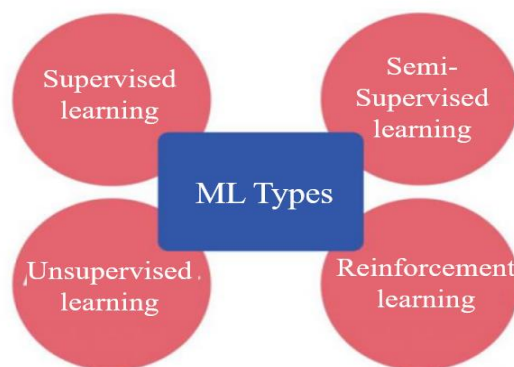 Supervised
learning
Semi-
Supervised
learning
ML Types
Unsupervised
learning
Reinforcement
learning